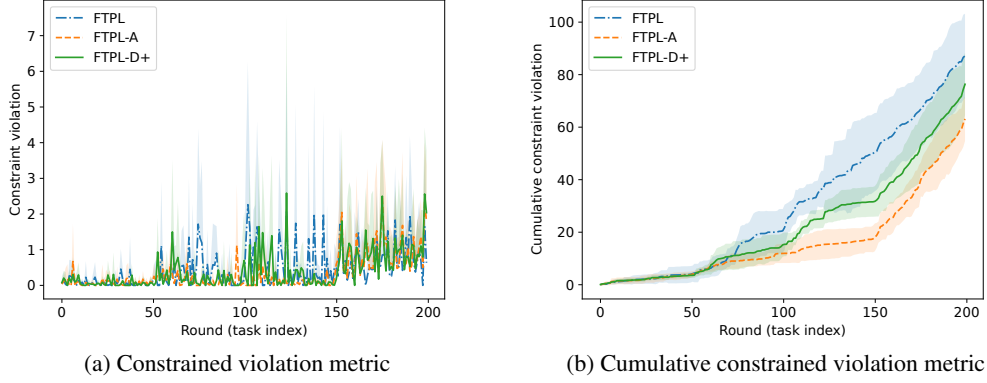 FTPL
FTPL-A
FTPL-D+
7
6
5
4
3
2
1
0
Constraint violation
0 50 100 150 200
Round (task index)
(a) Constrained violation metric
FTPL
FTPL-A
FTPL-D+
100
80
60
40
20
0
Cumulative constraint violation
0 50 100 150 200
Round (task index)
(b) Cumulative constrained violation metric